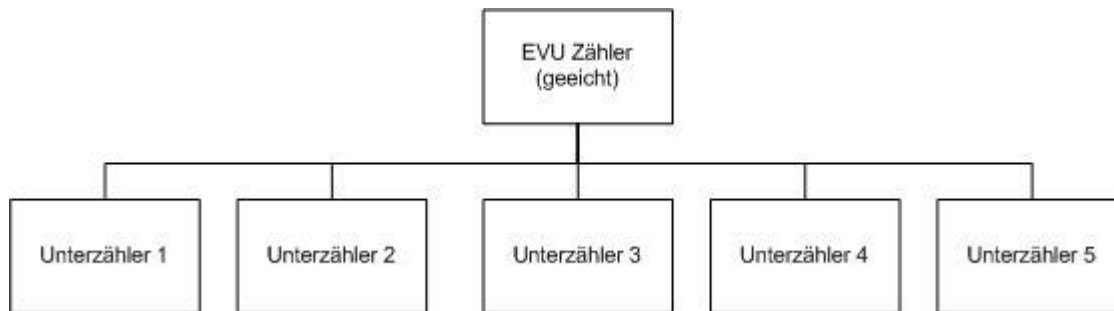 EVU Zähler
(geeicht)
Unterzähler 1
Unterzähler 2
Unterzähler 3
Unterzähler 4
Unterzähler 5